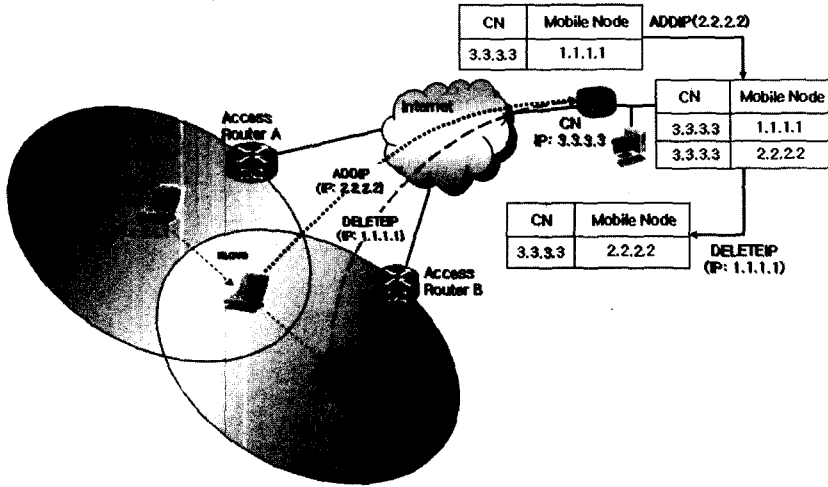 CN Mobile Node
3.3.3.3 1.1.1.1
ADDIP(2.2.2.2)
CN Mobile Node
3.3.3.3 1.1.1.1
3.3.3.3 2.2.2.2
DELETEIP
(IP: 1.1.1.1)
CN Mobile Node
3.3.3.3 2.2.2.2
Internet
CN
IP: 3.3.3.3
Access
Router A
ADDIP
(IP: 2.2.2.2)
DELETEIP
(IP: 1.1.1.1)
move
Access
Router B